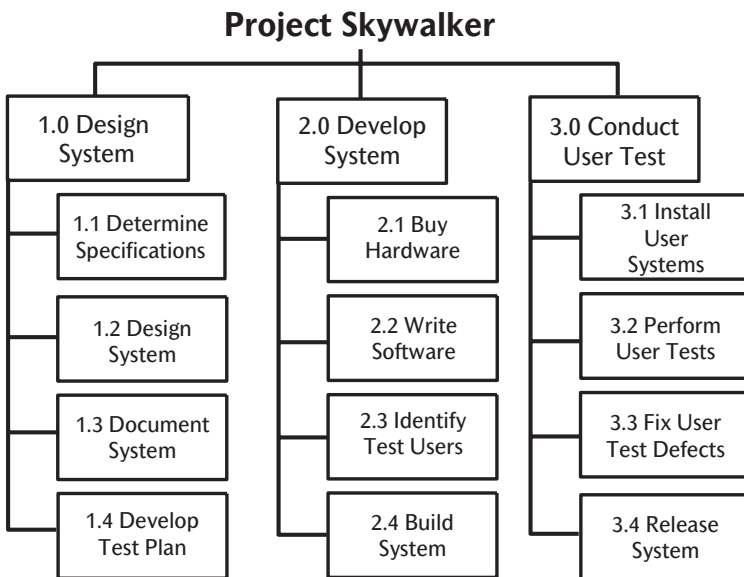 Project Skywalker
1.0 Design
System
1.1 Determine
Specifications
1.2 Design
System
1.3 Document
System
1.4 Develop
Test Plan
2.0 Develop
System
2.1 Buy
Hardware
2.2 Write
Software
2.3 Identify
Test Users
2.4 Build
System
3.0 Conduct
User Test
3.1 Install
User
Systems
3.2 Perform
User Tests
3.3 Fix User
Test Defects
3.4 Release
System